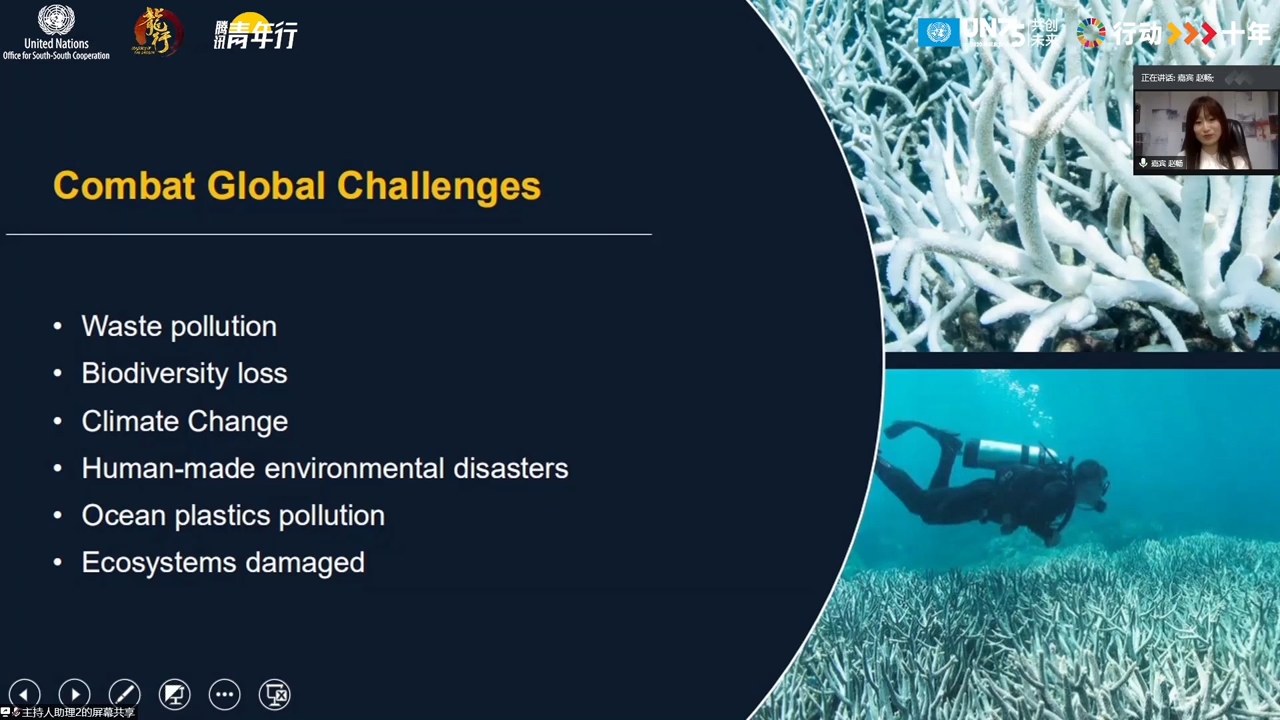 United Nations
Office for South-South Cooperation
龍行
腾讯青年行
UN75
共创未来
行动
十年
正在讲话: 嘉宾 赵畅;
嘉宾 赵畅
Combat Global Challenges
• Waste pollution
• Biodiversity loss
• Climate Change
• Human-made environmental disasters
• Ocean plastics pollution
• Ecosystems damaged
主持人助理2的屏幕共享